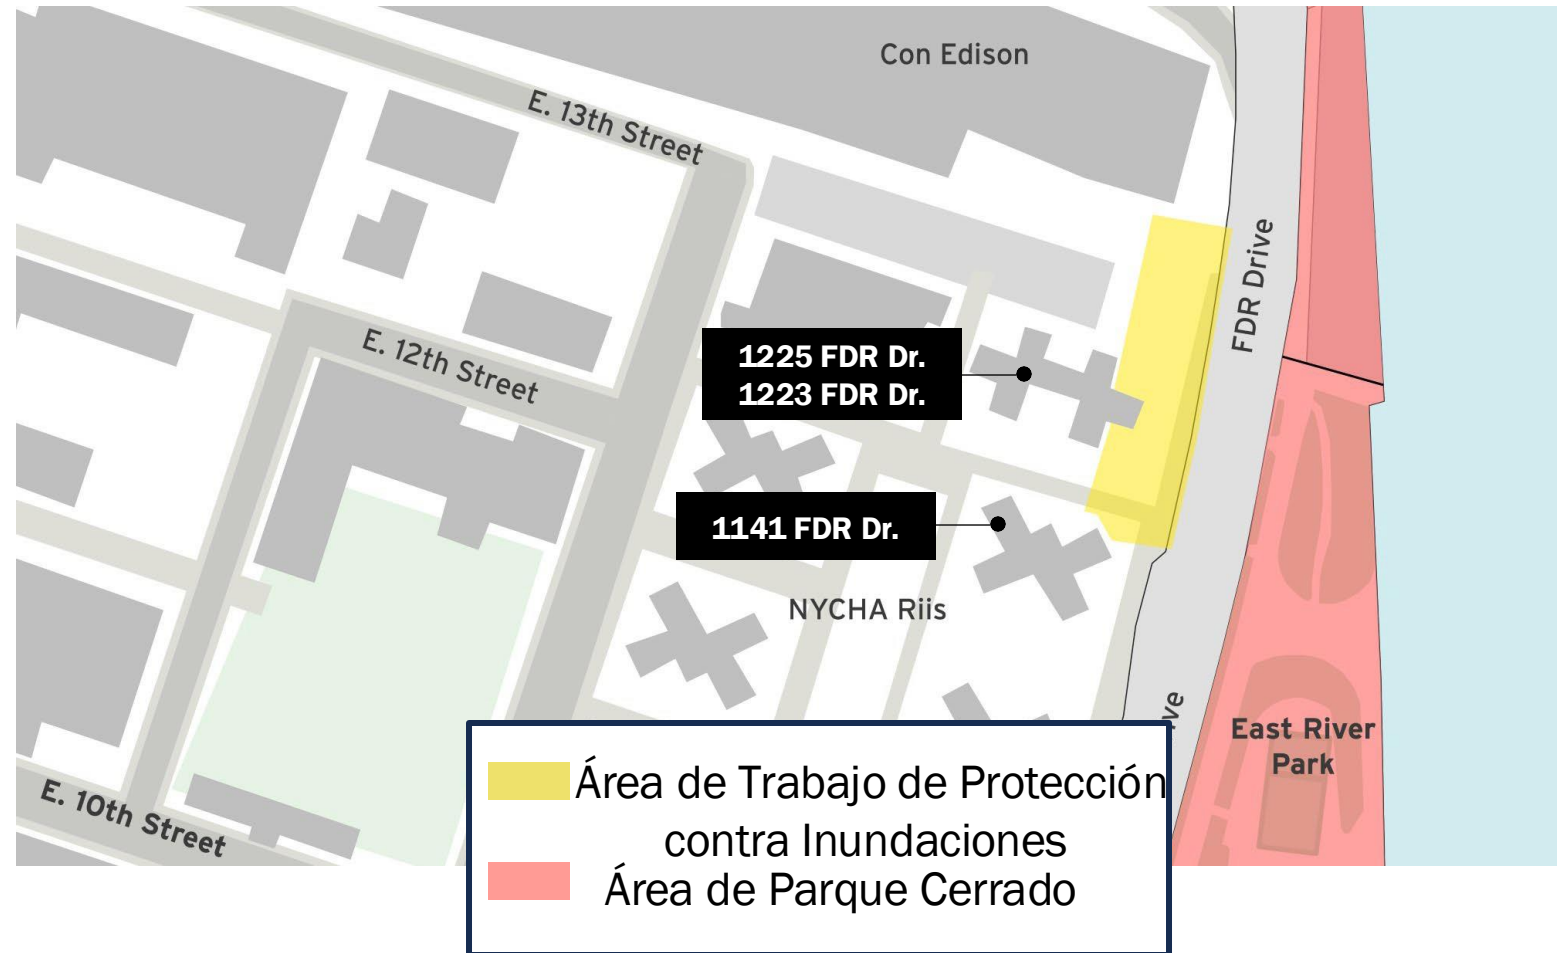 Con Edison
E. 13th Street
FDR Drive
E. 12th Street
1225 FDR Dr.
1223 FDR Dr.
1141 FDR Dr.
NYCHA Riis
East River
Park
E. 10th Street
Área de Trabajo de Protección
contra Inundaciones
Área de Parque Cerrado